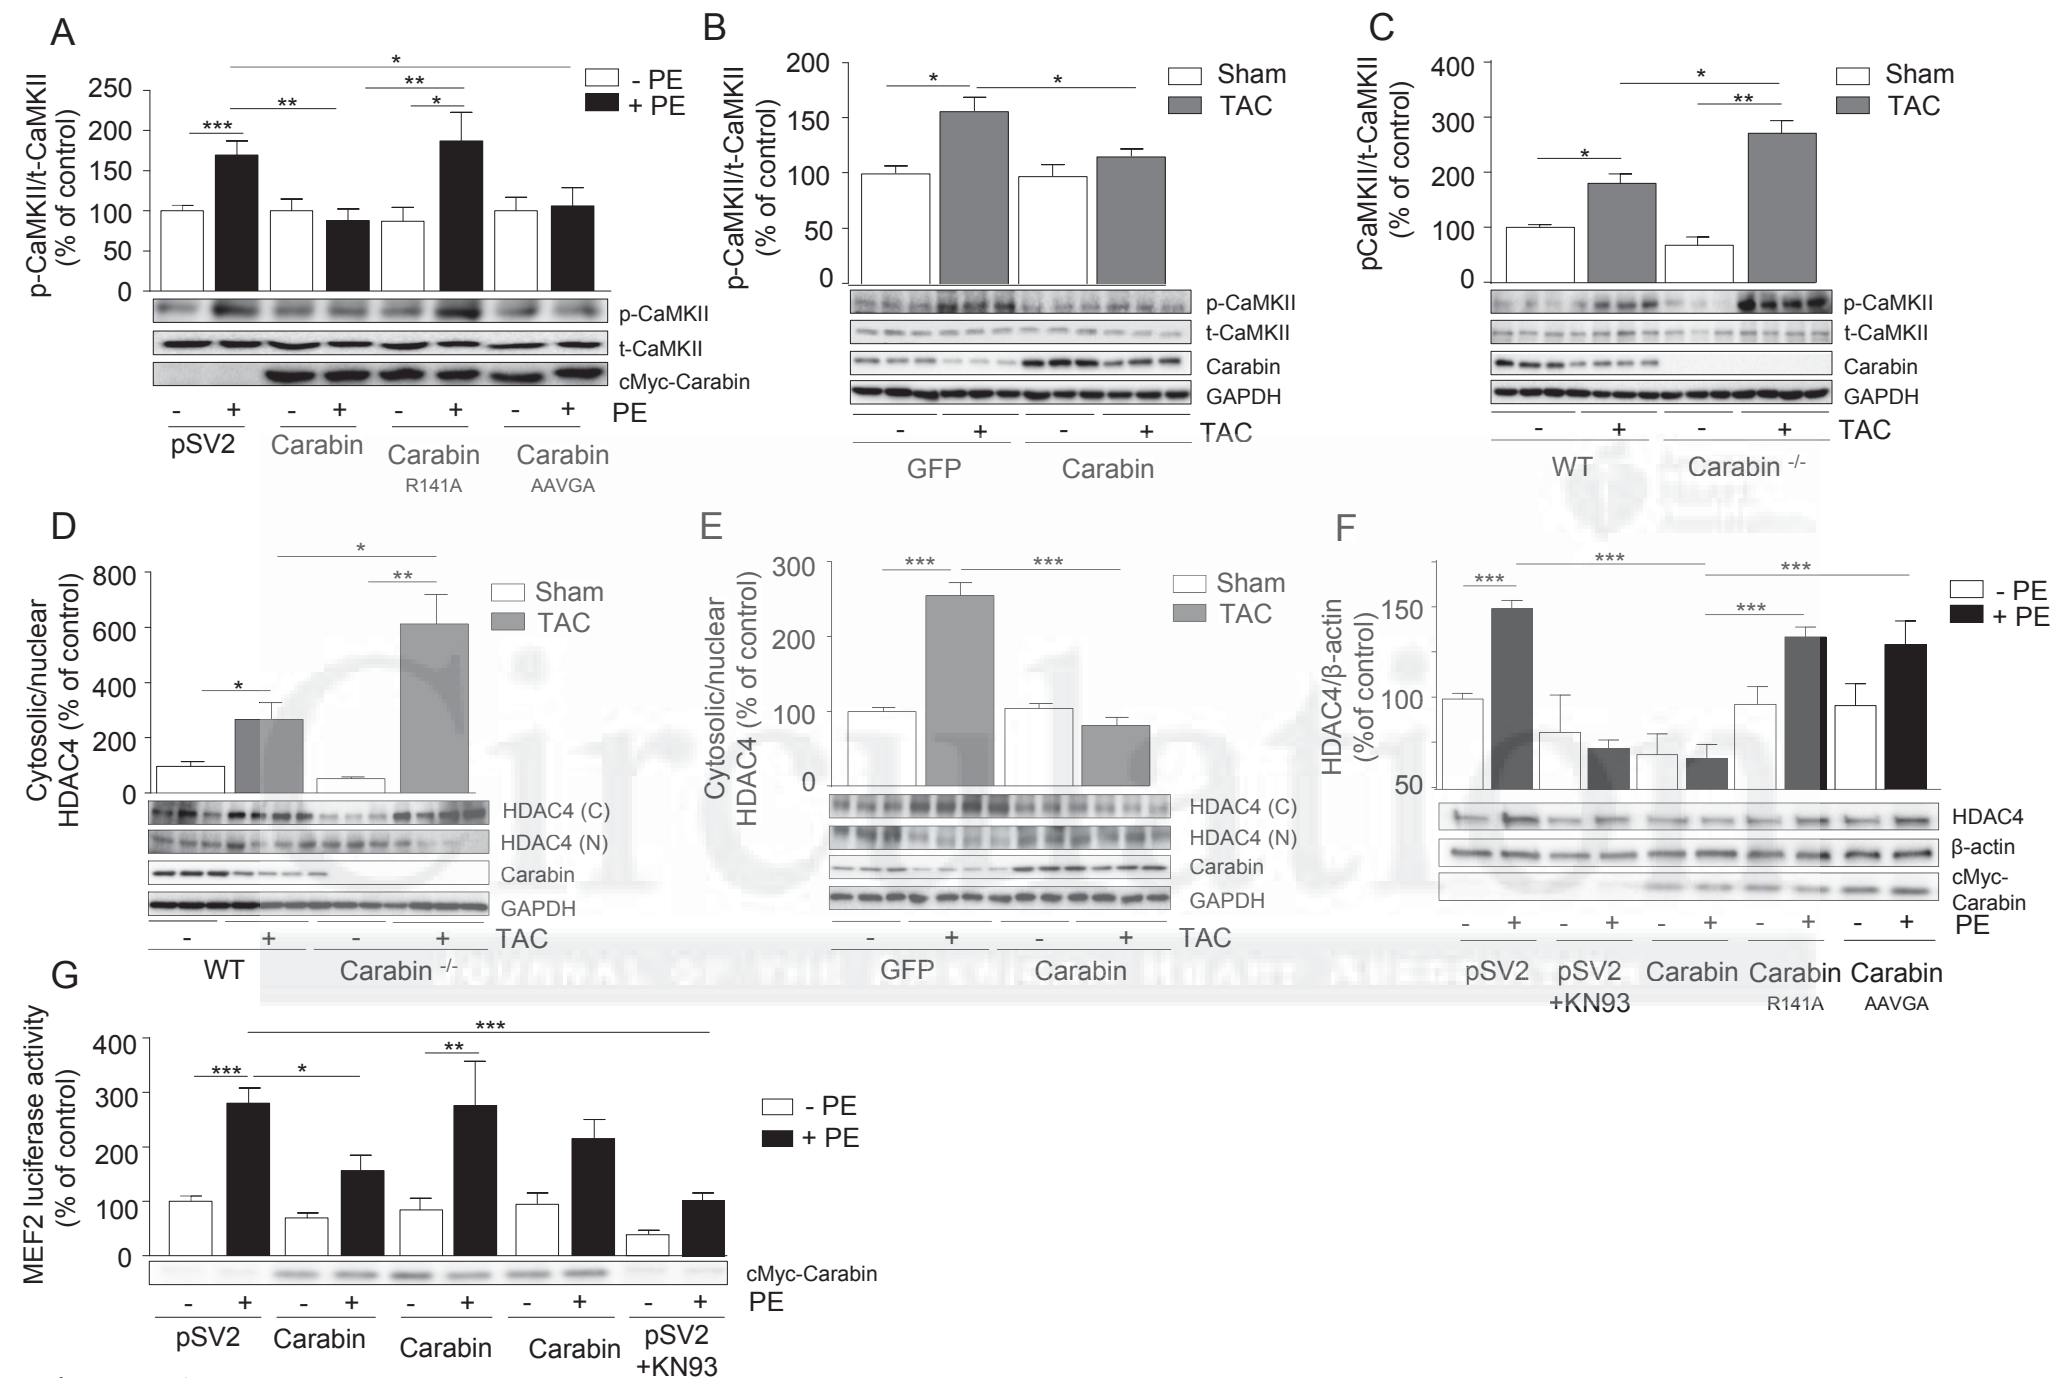 A
p-CaMKII/t-CaMKII
(% of control)
250
200
150
100
50
0
*
**
**
*
***
- PE
+ PE
p-CaMKII
t-CaMKII
cMyc-Carabin
- + - + - + - + PE
pSV2 Carabin Carabin Carabin
R141A AAVGA
B
p-CaMKII/t-CaMKII
(% of control)
200
150
100
50
0
* *
Sham
TAC
p-CaMKII
t-CaMKII
Carabin
GAPDH
- + - + TAC
GFP Carabin
C
pCaMKII/t-CaMKII
(% of control)
400
300
200
100
0
*
**
*
Sham
TAC
p-CaMKII
t-CaMKII
Carabin
GAPDH
- + - + TAC
WT Carabin -/-
D
Cytosolic/nuclear
HDAC4 (% of control)
800
600
400
200
0
*
**
*
Sham
TAC
HDAC4 (C)
HDAC4 (N)
Carabin
GAPDH
- + - + TAC
WT Carabin -/-
E
Cytosolic/nuclear
HDAC4 (% of control)
300
200
100
0
*** ***
Sham
TAC
HDAC4 (C)
HDAC4 (N)
Carabin
GAPDH
- + - + TAC
GFP Carabin
F
HDAC4/β-actin
(%of control)
150
100
50
***
***
***
***
- PE
+ PE
HDAC4
β-actin
cMyc-
Carabin
- + - + - + - + - + PE
pSV2 pSV2 Carabin Carabin Carabin
+KN93 R141A AAVGA
Circulation
JOURNAL OF THE AMERICAN HEART ASSOCIATION
G
MEF2 luciferase activity
(% of control)
400
300
200
100
0
***
**
*** *
- PE
+ PE
cMyc-Carabin
- + - + - + - + - + PE
pSV2 Carabin Carabin Carabin pSV2
+KN93